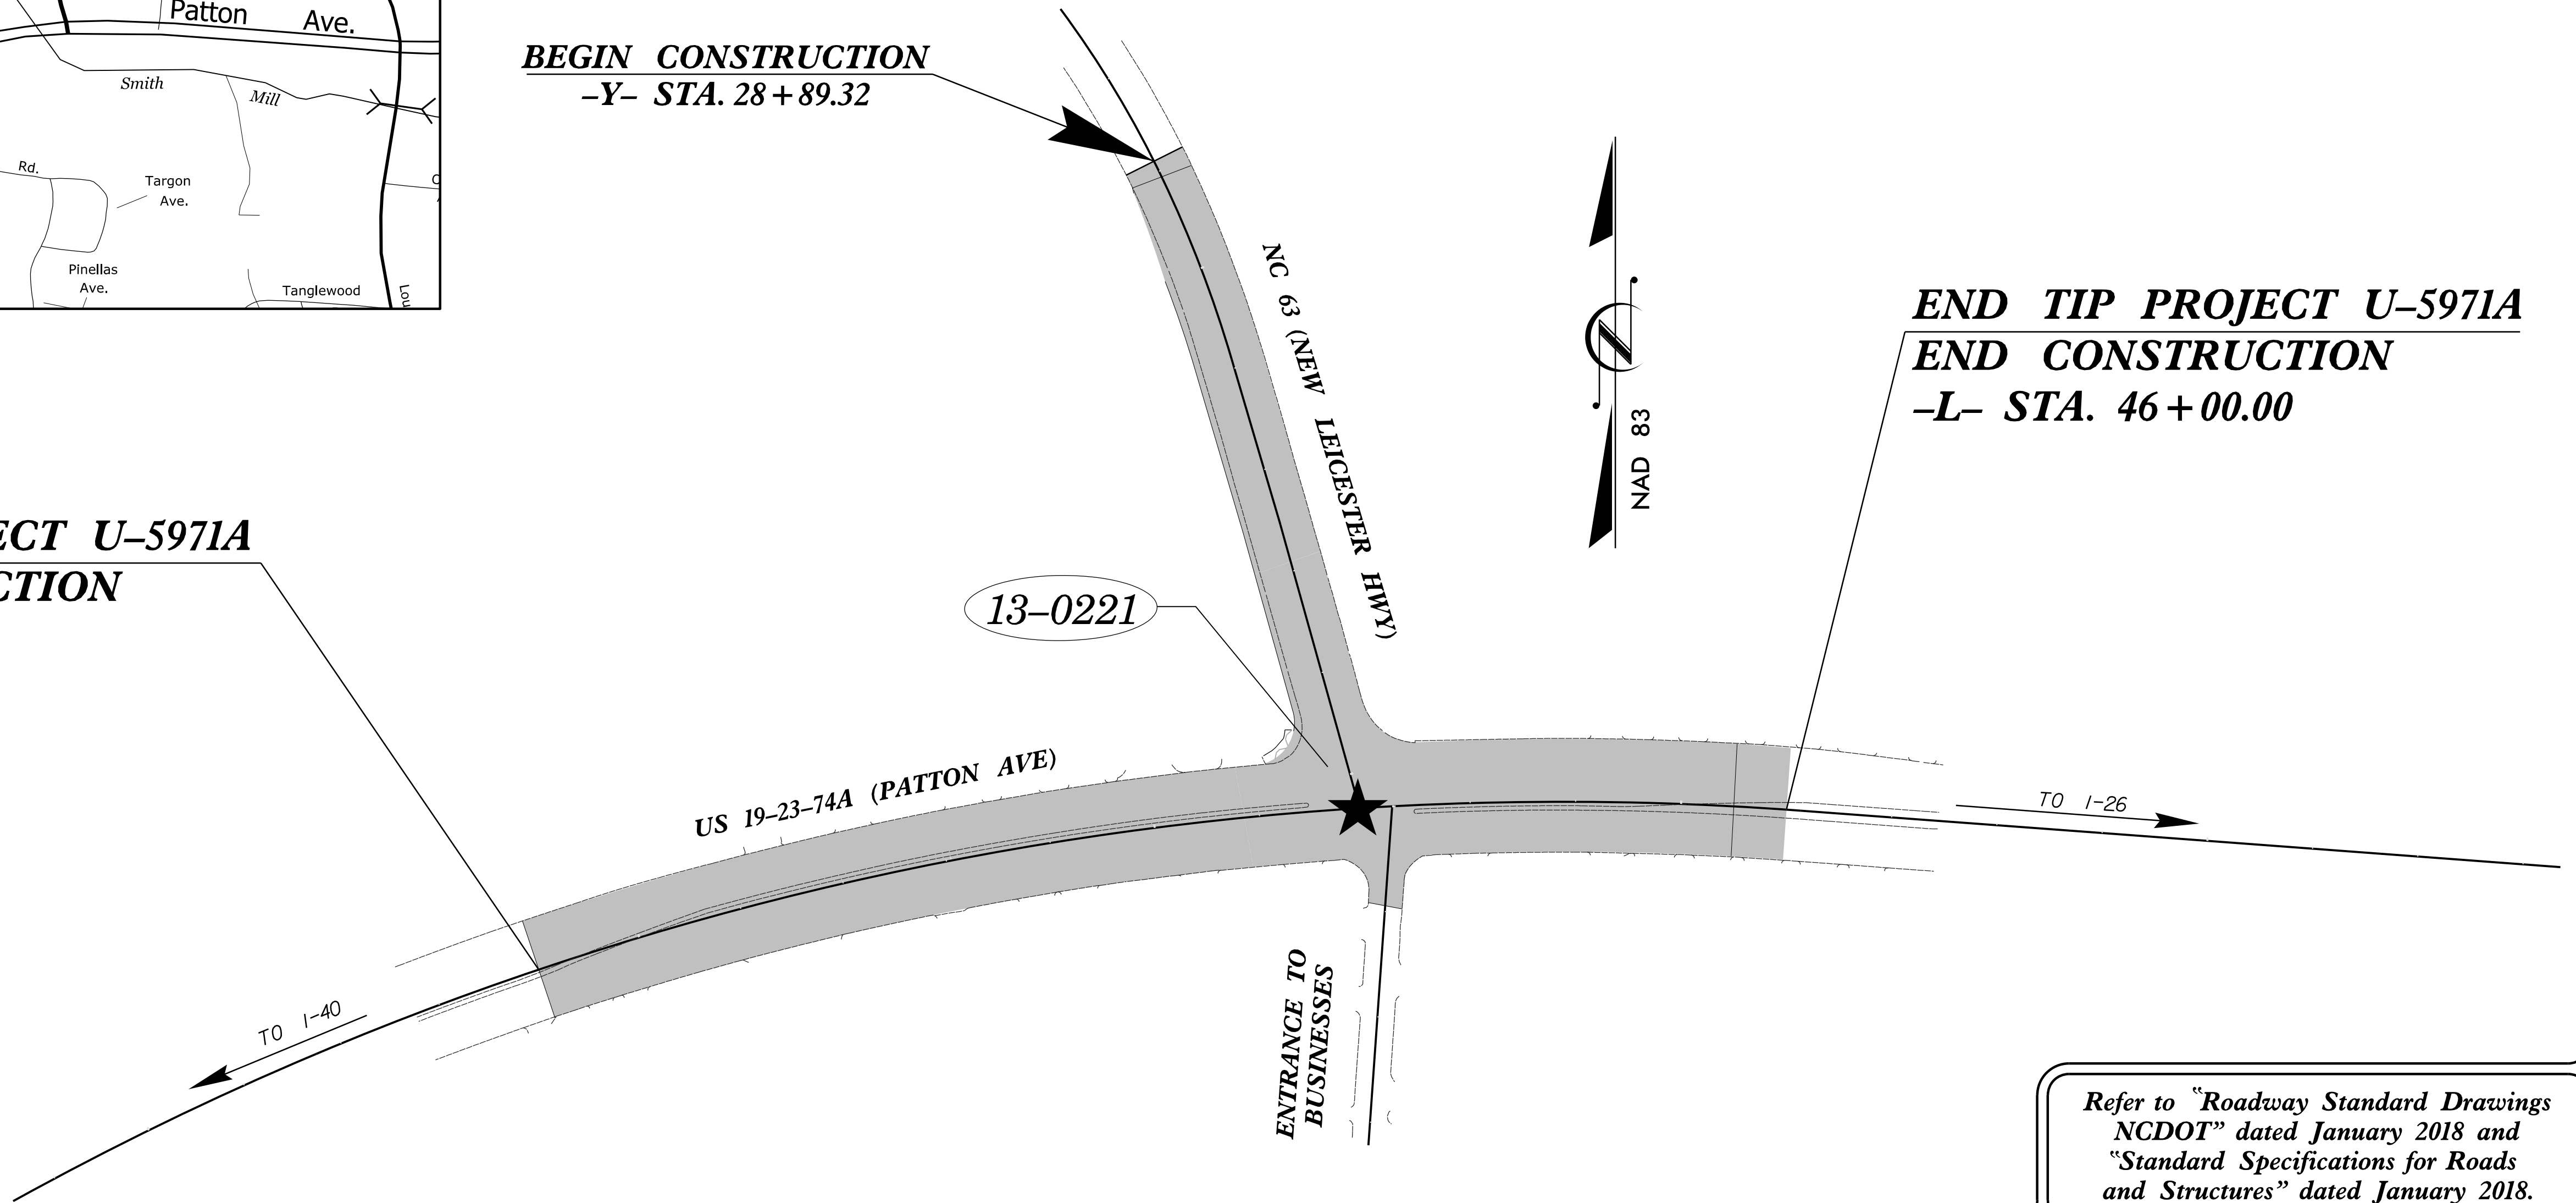 Patton Ave.
Smith Mill
Rd.
Targon
Ave.
Pinellas
Ave.
Tanglewood
Lou
BEGIN CONSTRUCTION
–Y– STA. 28+89.32
NC 63 (NEW LEICESTER HWY)
NAD 83
END TIP PROJECT U–5971A
END CONSTRUCTION
–L– STA. 46+00.00
ECT U–5971A
CTION
13–0221
US 19–23–74A (PATTON AVE)
TO I-26
TO I-40
ENTRANCE TO
BUSINESSES
Refer to "Roadway Standard Drawings
NCDOT" dated January 2018 and
"Standard Specifications for Roads
and Structures" dated January 2018.